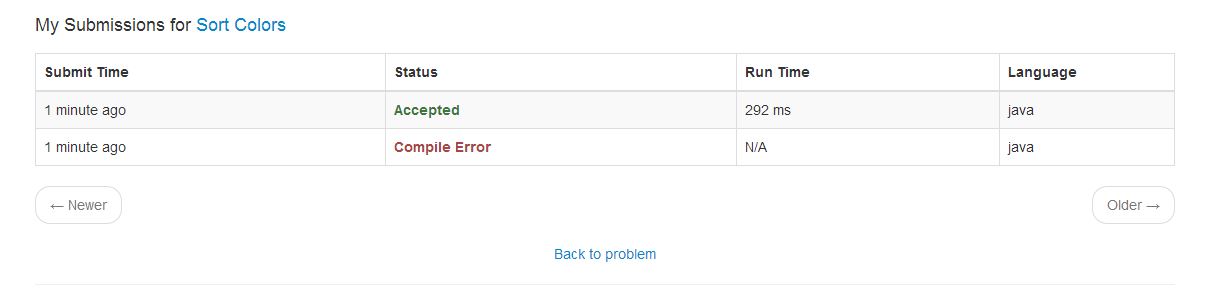 My Submissions for Sort Colors
Submit Time Status Run Time Language
1 minute ago Accepted 292 ms java
1 minute ago Compile Error N/A java
← Newer Older →
Back to problem